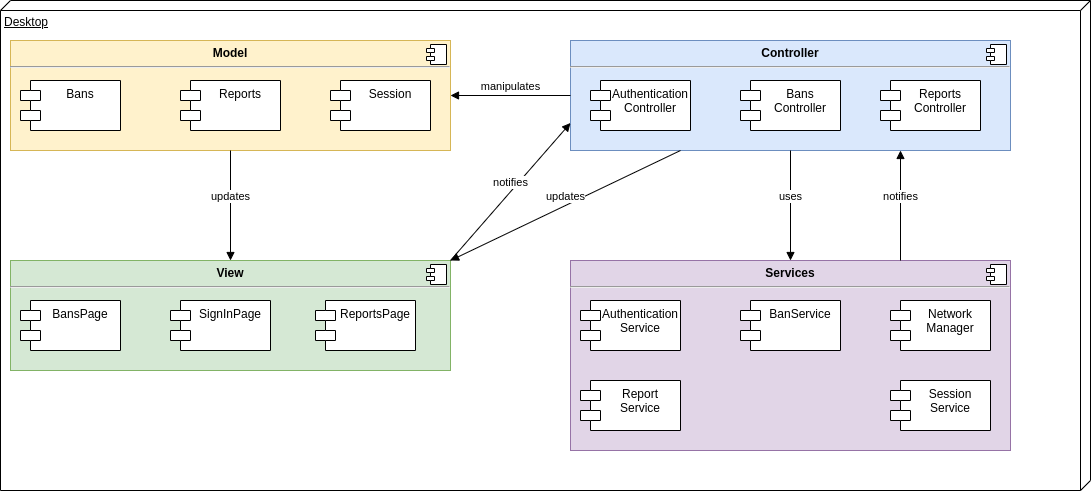 Desktop
Model
Bans
Reports
Session
manipulates
Controller
Authentication
Controller
Bans
Controller
Reports
Controller
updates
notifies
updates
uses
notifies
View
BansPage
SignInPage
ReportsPage
Services
Authentication
Service
BanService
Network
Manager
Report
Service
Session
Service